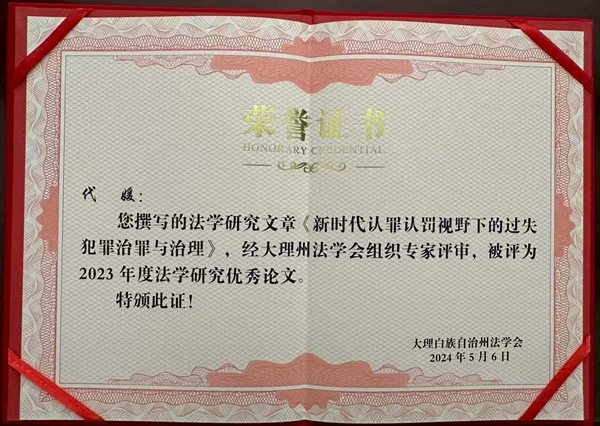 荣誉证书
HONORARY CREDENTIAL
代 媛：
您撰写的法学研究文章《新时代认罪认罚视野下的过失
犯罪治罪与治理》，经大理州法学会组织专家评审，被评为
2023年度法学研究优秀论文。
特颁此证！
大理白族自治州法学会
2024年5月6日